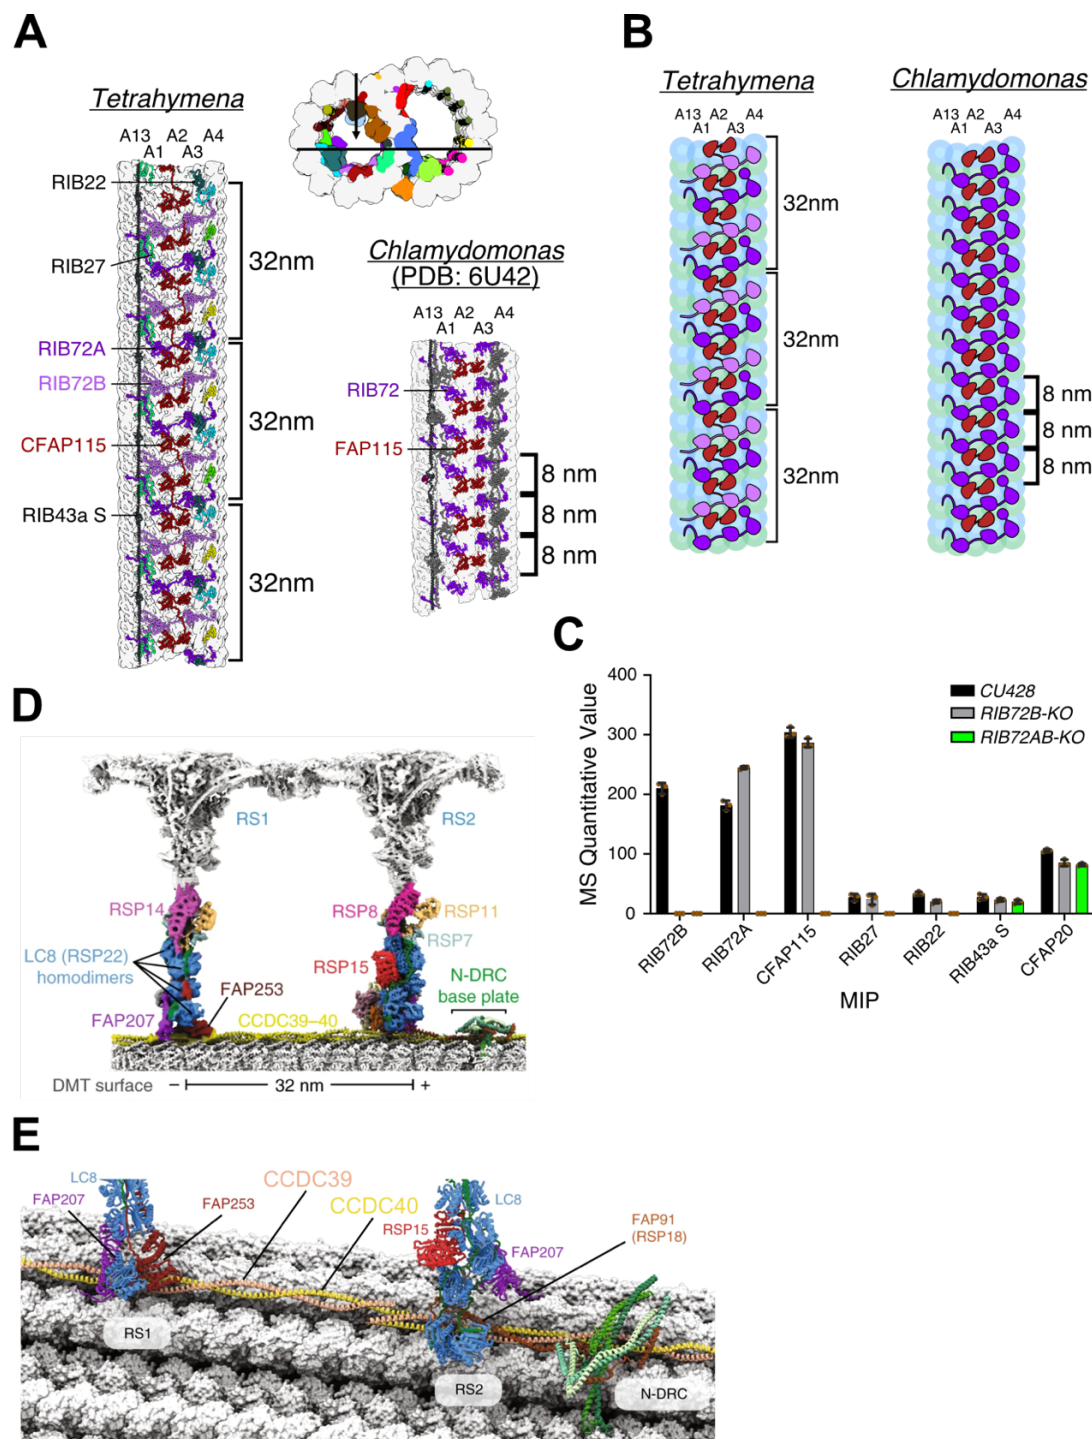 A
Tetrahymena
A13 A2 A4
A1 A3
RIB22
RIB27
RIB72A
RIB72B
CFAP115
RIB43a S
32nm
32nm
32nm
Chlamydomonas
(PDB: 6U42)
A13 A2 A4
A1 A3
RIB72
FAP115
8 nm
8 nm
8 nm
B
Tetrahymena
A13 A2 A4
A1 A3
32nm
32nm
32nm
Chlamydomonas
A13 A2 A4
A1 A3
8 nm
8 nm
8 nm
C
MS Quantitative Value
400
300
200
100
0
CU428
RIB72B-KO
RIB72AB-KO
RIB72B
RIB72A
CFAP115
RIB27
RIB22
RIB43a S
CFAP20
MIP
D
RS1
RS2
RSP14
RSP8
RSP11
RSP7
LC8 (RSP22)
homodimers
RSP15
FAP253
N-DRC
base plate
FAP207
CCDC39–40
DMT surface
– 32 nm +
E
LC8
FAP207
FAP253
CCDC39
CCDC40
RSP15
LC8
FAP207
FAP91
(RSP18)
RS1
RS2
N-DRC